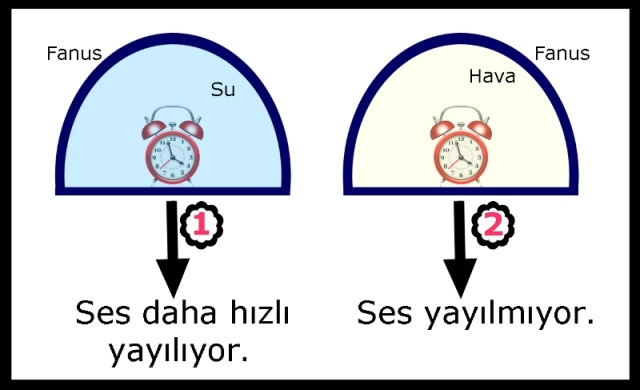 Fanus
Su
Fanus
Hava
1
2
Ses daha hızlı
yayılıyor.
Ses yayılmıyor.